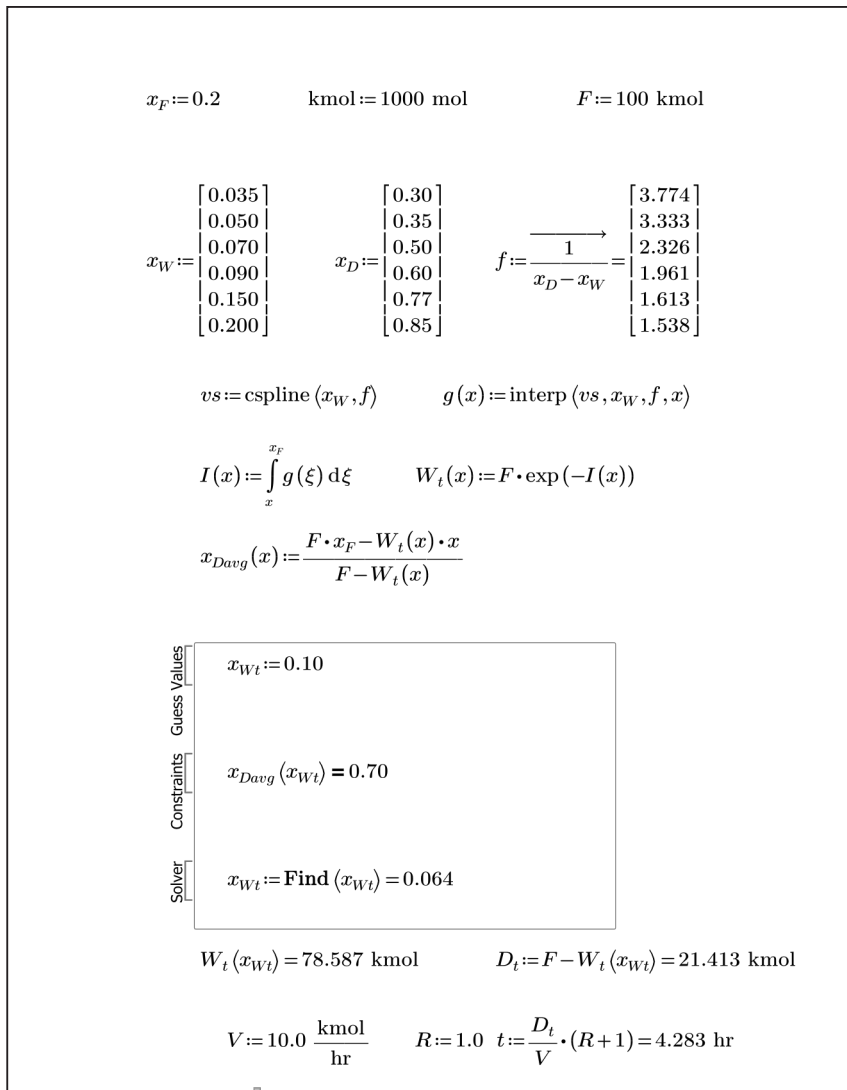 x_F := 0.2 kmol := 1000 mol F := 100 kmol
x_W := [0.035 0.050 0.070 0.090 0.150 0.200] x_D := [0.30 0.35 0.50 0.60 0.77 0.85] f := 1/(x_D − x_W) = [3.774 3.333 2.326 1.961 1.613 1.538]
vs := cspline (x_W, f) g(x) := interp (vs, x_W, f, x)
I(x) := ∫_x^{x_F} g(ξ) dξ W_t(x) := F · exp(−I(x))
x_Davg(x) := (F · x_F − W_t(x) · x)/(F − W_t(x))
Guess Values
x_Wt := 0.10
Constraints
x_Davg (x_Wt) = 0.70
Solver
x_Wt := Find (x_Wt) = 0.064
W_t (x_Wt) = 78.587 kmol D_t := F − W_t (x_Wt) = 21.413 kmol
V := 10.0 kmol/hr R := 1.0 t := D_t/V · (R + 1) = 4.283 hr